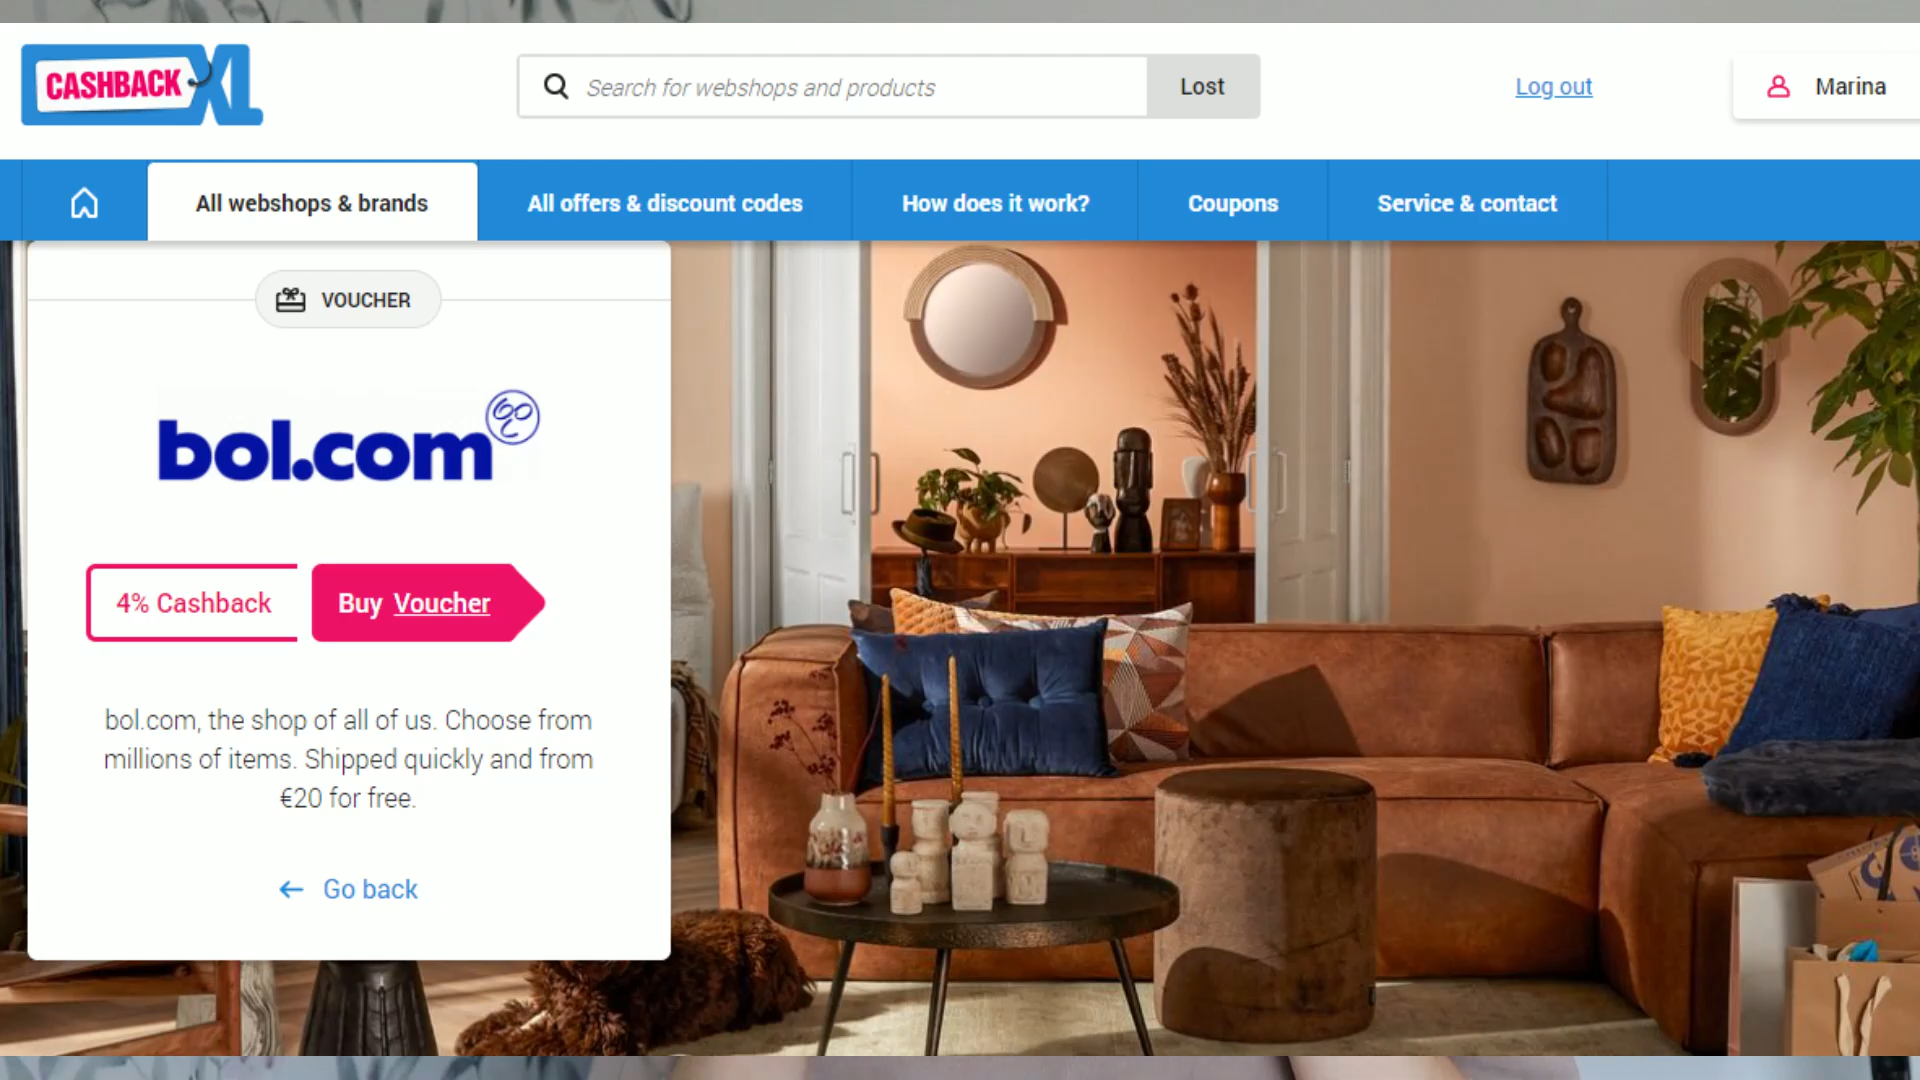 CASHBACK XL
Search for webshops and products
Lost
Log out
Marina
All webshops & brands
All offers & discount codes
How does it work?
Coupons
Service & contact
VOUCHER
bol.com
4% Cashback
Buy Voucher
bol.com, the shop of all of us. Choose from
millions of items. Shipped quickly and from
€20 for free.
Go back